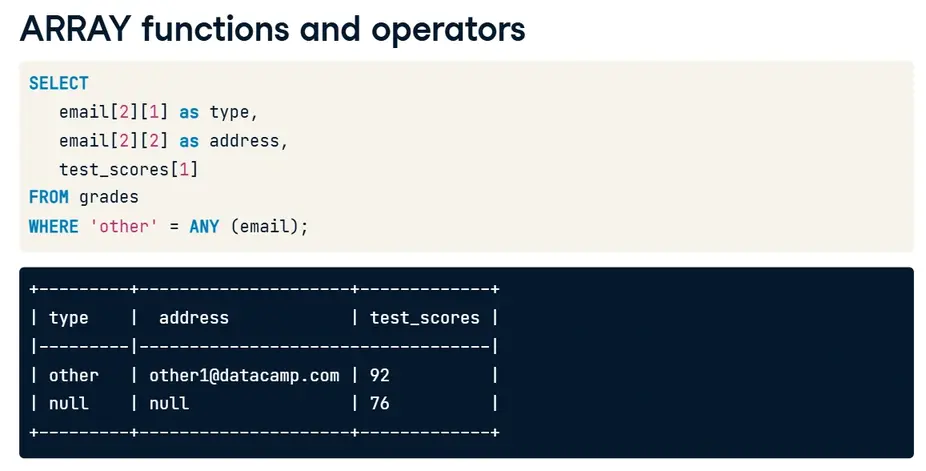 ARRAY functions and operators
SELECT
   email[2][1] as type,
   email[2][2] as address,
   test_scores[1]
FROM grades
WHERE 'other' = ANY (email);
+---------+---------------------+-------------+
| type    |  address            | test_scores |
|---------|-----------------------------------|
| other   | other1@datacamp.com | 92          |
| null    | null                | 76          |
+---------+---------------------+-------------+